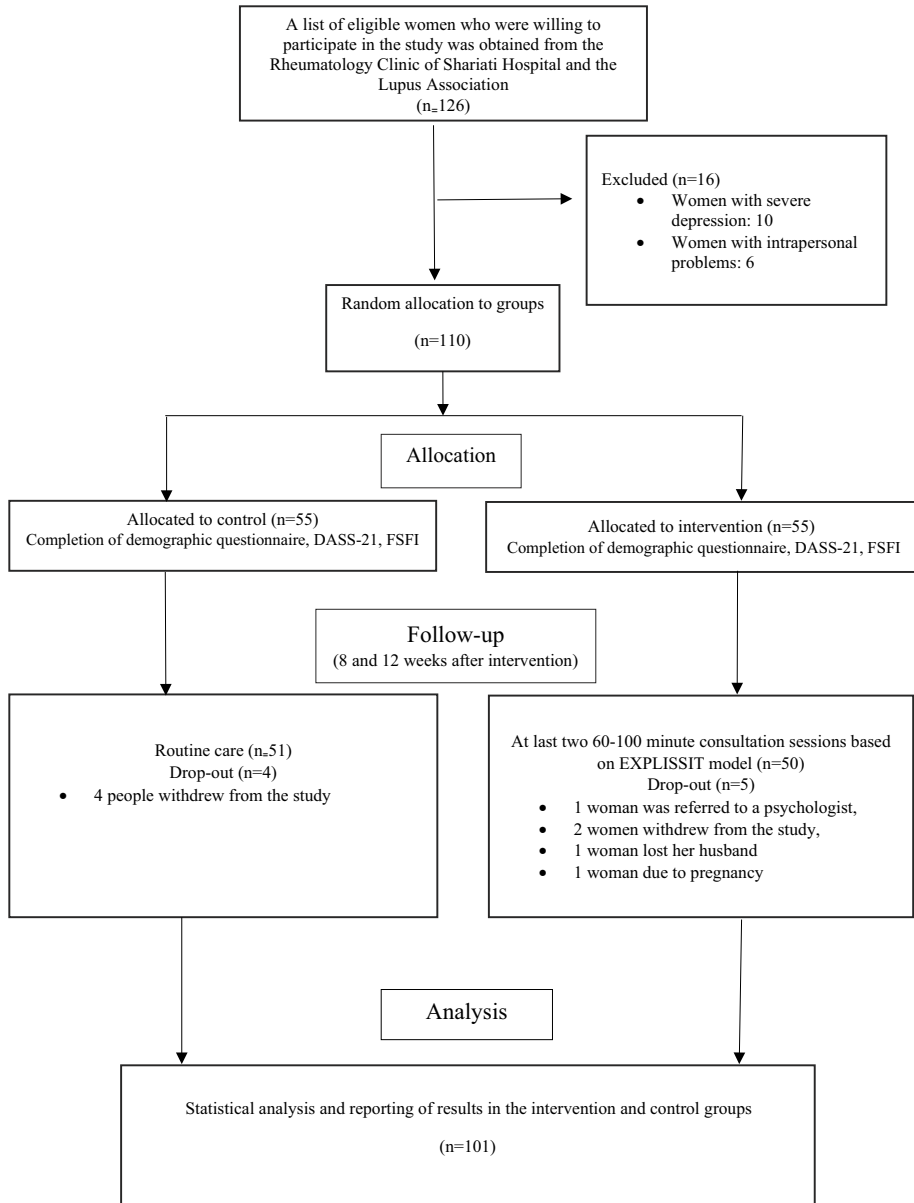 A list of eligible women who were willing to
participate in the study was obtained from the
Rheumatology Clinic of Shariati Hospital and the
Lupus Association
(n=126)
Excluded (n=16)
• Women with severe
depression: 10
• Women with intrapersonal
problems: 6
Random allocation to groups
(n=110)
Allocation
Allocated to control (n=55)
Completion of demographic questionnaire, DASS-21, FSFI
Allocated to intervention (n=55)
Completion of demographic questionnaire, DASS-21, FSFI
Follow-up
(8 and 12 weeks after intervention)
Routine care (n=51)
Drop-out (n=4)
• 4 people withdrew from the study
At last two 60-100 minute consultation sessions based
on EXPLISSIT model (n=50)
Drop-out (n=5)
• 1 woman was referred to a psychologist,
• 2 women withdrew from the study,
• 1 woman lost her husband
• 1 woman due to pregnancy
Analysis
Statistical analysis and reporting of results in the intervention and control groups
(n=101)